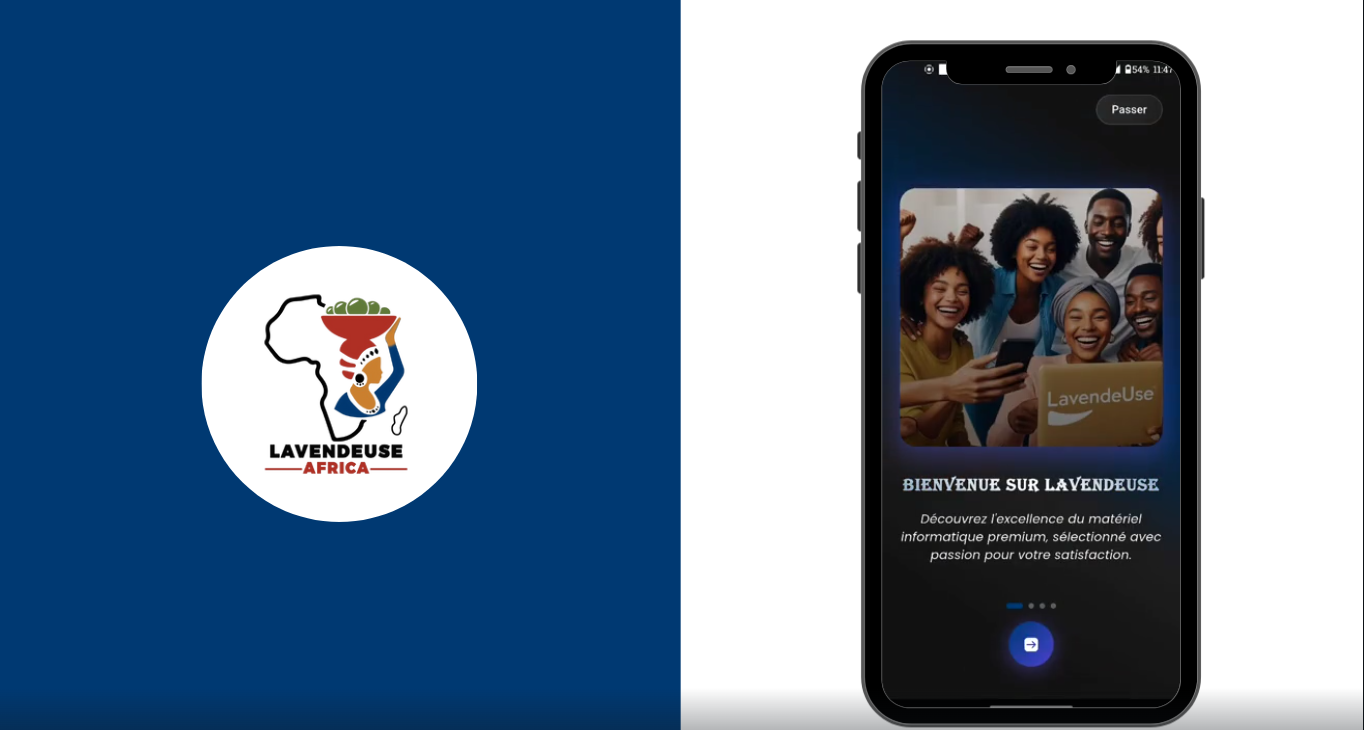 LAVENDEUSE
AFRICA
54% 11:47
Passer
LavendeUse
BIENVENUE SUR LAVENDEUSE
Découvrez l'excellence du matériel
informatique premium, sélectionné avec
passion pour votre satisfaction.